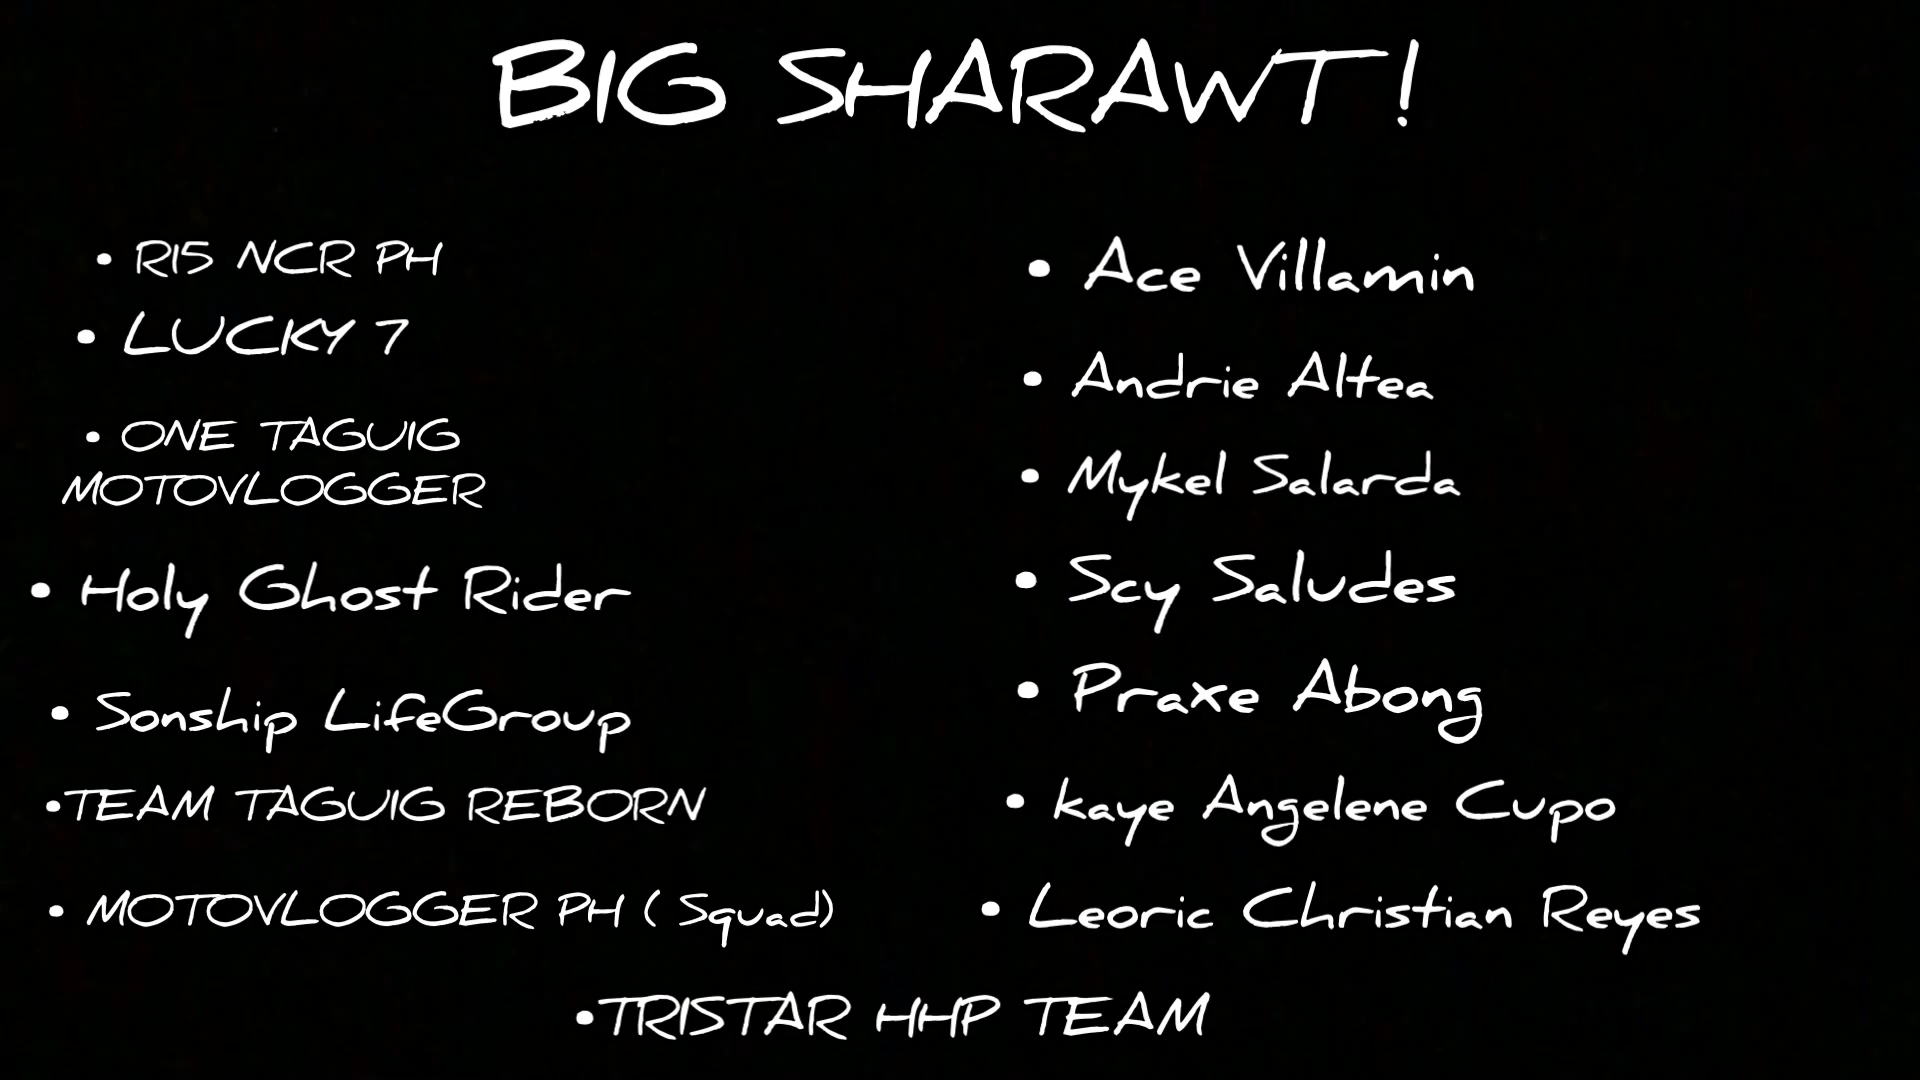 BIG SHARAWT!
• R15 NCR PH
• LUCKY 7
• ONE TAGUIG
MOTOVLOGGER
• Holy Ghost Rider
• Sonship LifeGroup
•TEAM TAGUIG REBORN
• MOTOVLOGGER PH ( Squad)
• Ace Villamin
• Andrie Altea
• Mykel Salarda
• Scy Saludes
• Praxe Abong
• kaye Angelene Cupo
• Leoric Christian Reyes
•TRISTAR HHP TEAM